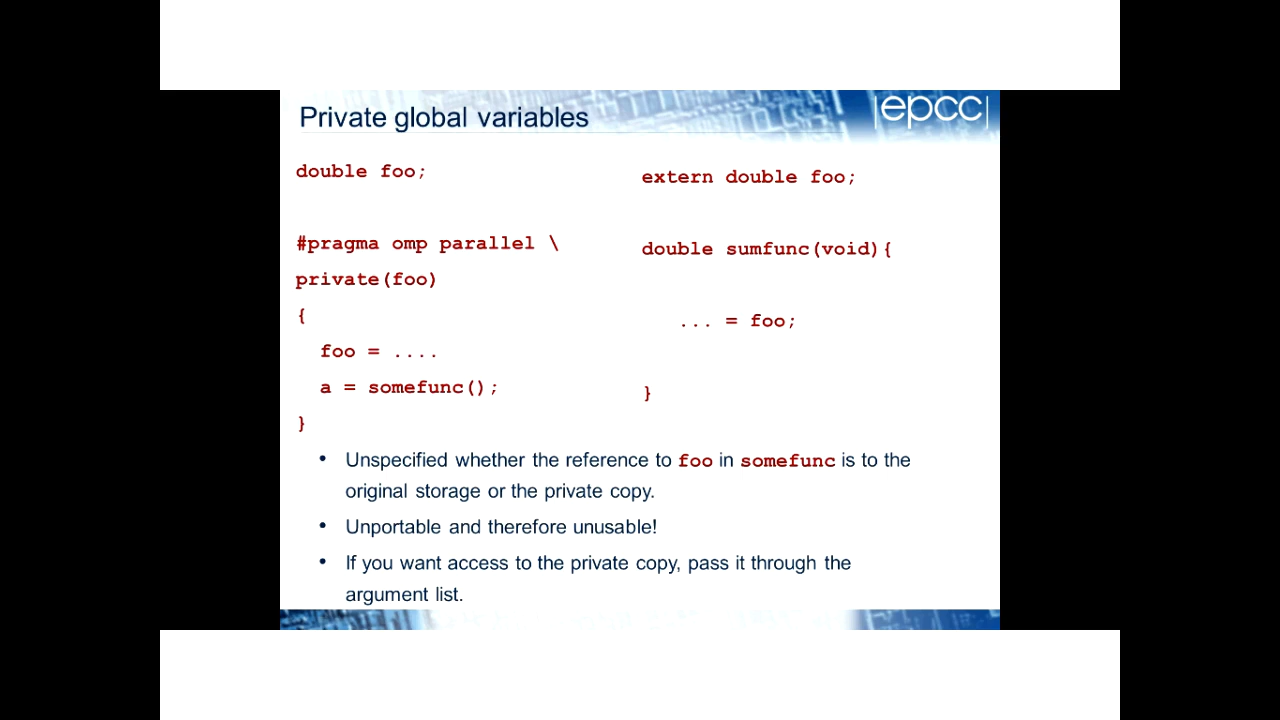 Private global variables
|epcc|
double foo;
#pragma omp parallel \
private(foo)
{
foo = ....
a = somefunc();
}
extern double foo;
double sumfunc(void){
... = foo;
}
• Unspecified whether the reference to foo in somefunc is to the
original storage or the private copy.
• Unportable and therefore unusable!
• If you want access to the private copy, pass it through the
argument list.